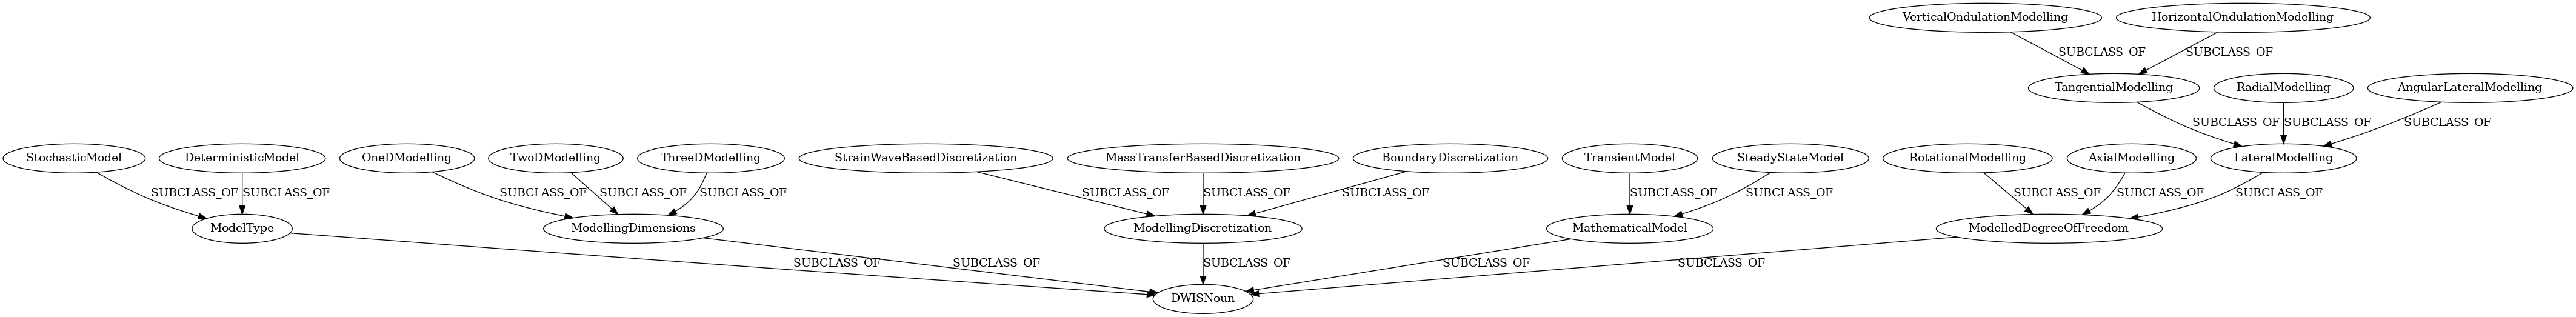 VerticalOndulationModelling
HorizontalOndulationModelling
SUBCLASS_OF
SUBCLASS_OF
TangentialModelling
RadialModelling
AngularLateralModelling
SUBCLASS_OF
SUBCLASS_OF
SUBCLASS_OF
StochasticModel
DeterministicModel
OneDModelling
TwoDModelling
ThreeDModelling
StrainWaveBasedDiscretization
MassTransferBasedDiscretization
BoundaryDiscretization
TransientModel
SteadyStateModel
RotationalModelling
AxialModelling
LateralModelling
SUBCLASS_OF
SUBCLASS_OF
SUBCLASS_OF
SUBCLASS_OF
SUBCLASS_OF
SUBCLASS_OF
SUBCLASS_OF
SUBCLASS_OF
SUBCLASS_OF
SUBCLASS_OF
SUBCLASS_OF
SUBCLASS_OF
SUBCLASS_OF
ModelType
ModellingDimensions
ModellingDiscretization
MathematicalModel
ModelledDegreeOfFreedom
SUBCLASS_OF
SUBCLASS_OF
SUBCLASS_OF
SUBCLASS_OF
SUBCLASS_OF
DWISNoun